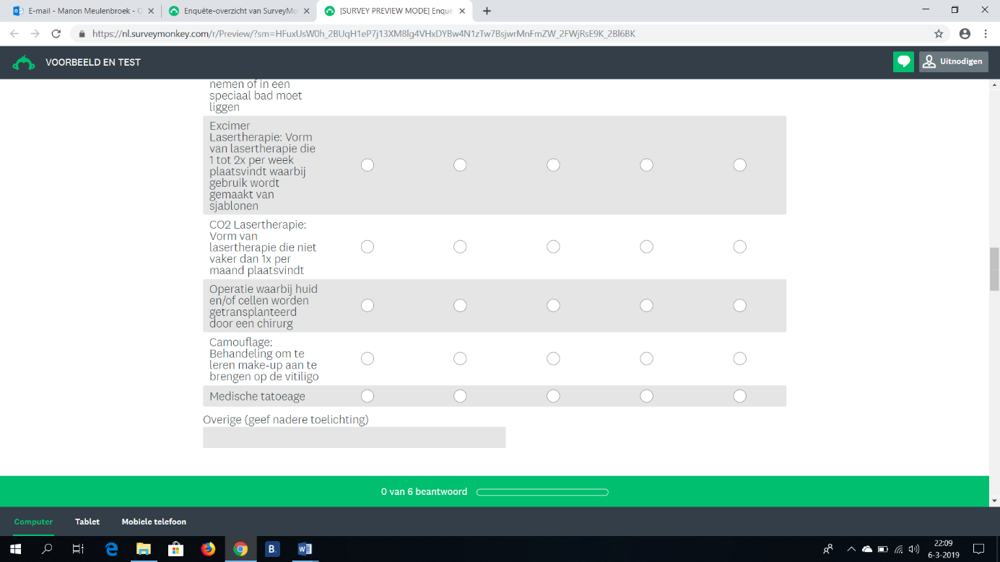 E-mail - Manon Meulenbroek - O
Enquête-overzicht van SurveyMo
[SURVEY PREVIEW MODE] Enquê
https://nl.surveymonkey.com/r/Preview/?sm=HFuxUsW0h_2BUqH1eP7j13XM8lg4VHxDYBw4N1zTw7BsjwrMnFmZW_2FWjRsE9K_2Bl6BK
VOORBEELD EN TEST
Uitnodigen
nemen of in een
speciaal bad moet
liggen
Excimer
Lasertherapie: Vorm
van lasertherapie die
1 tot 2x per week
plaatsvindt waarbij
gebruik wordt
gemaakt van
sjablonen
CO2 Lasertherapie:
Vorm van
lasertherapie die niet
vaker dan 1x per
maand plaatsvindt
Operatie waarbij huid
en/of cellen worden
getransplanteerd
door een chirurg
Camouflage:
Behandeling om te
leren make-up aan te
brengen op de vitiligo
Medische tatoeage
Overige (geef nadere toelichting)
0 van 6 beantwoord
Computer
Tablet
Mobiele telefoon
B.
22:09
6-3-2019